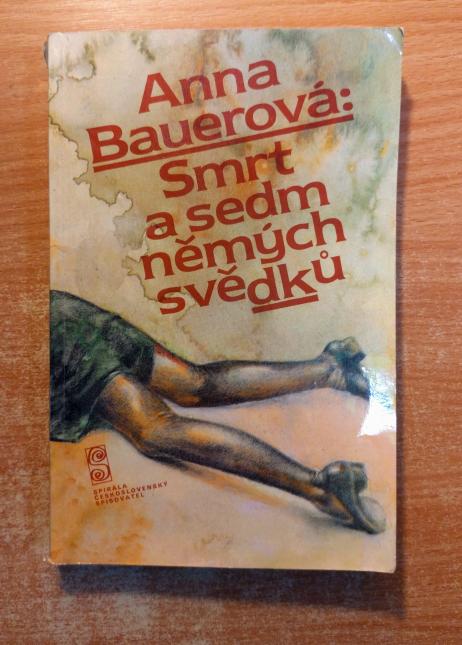 Anna
Bauerová:
Smrt
a sedm
němých
svědků
SPIRÁLA
ČESKOSLOVENSKÝ
SPISOVATEL